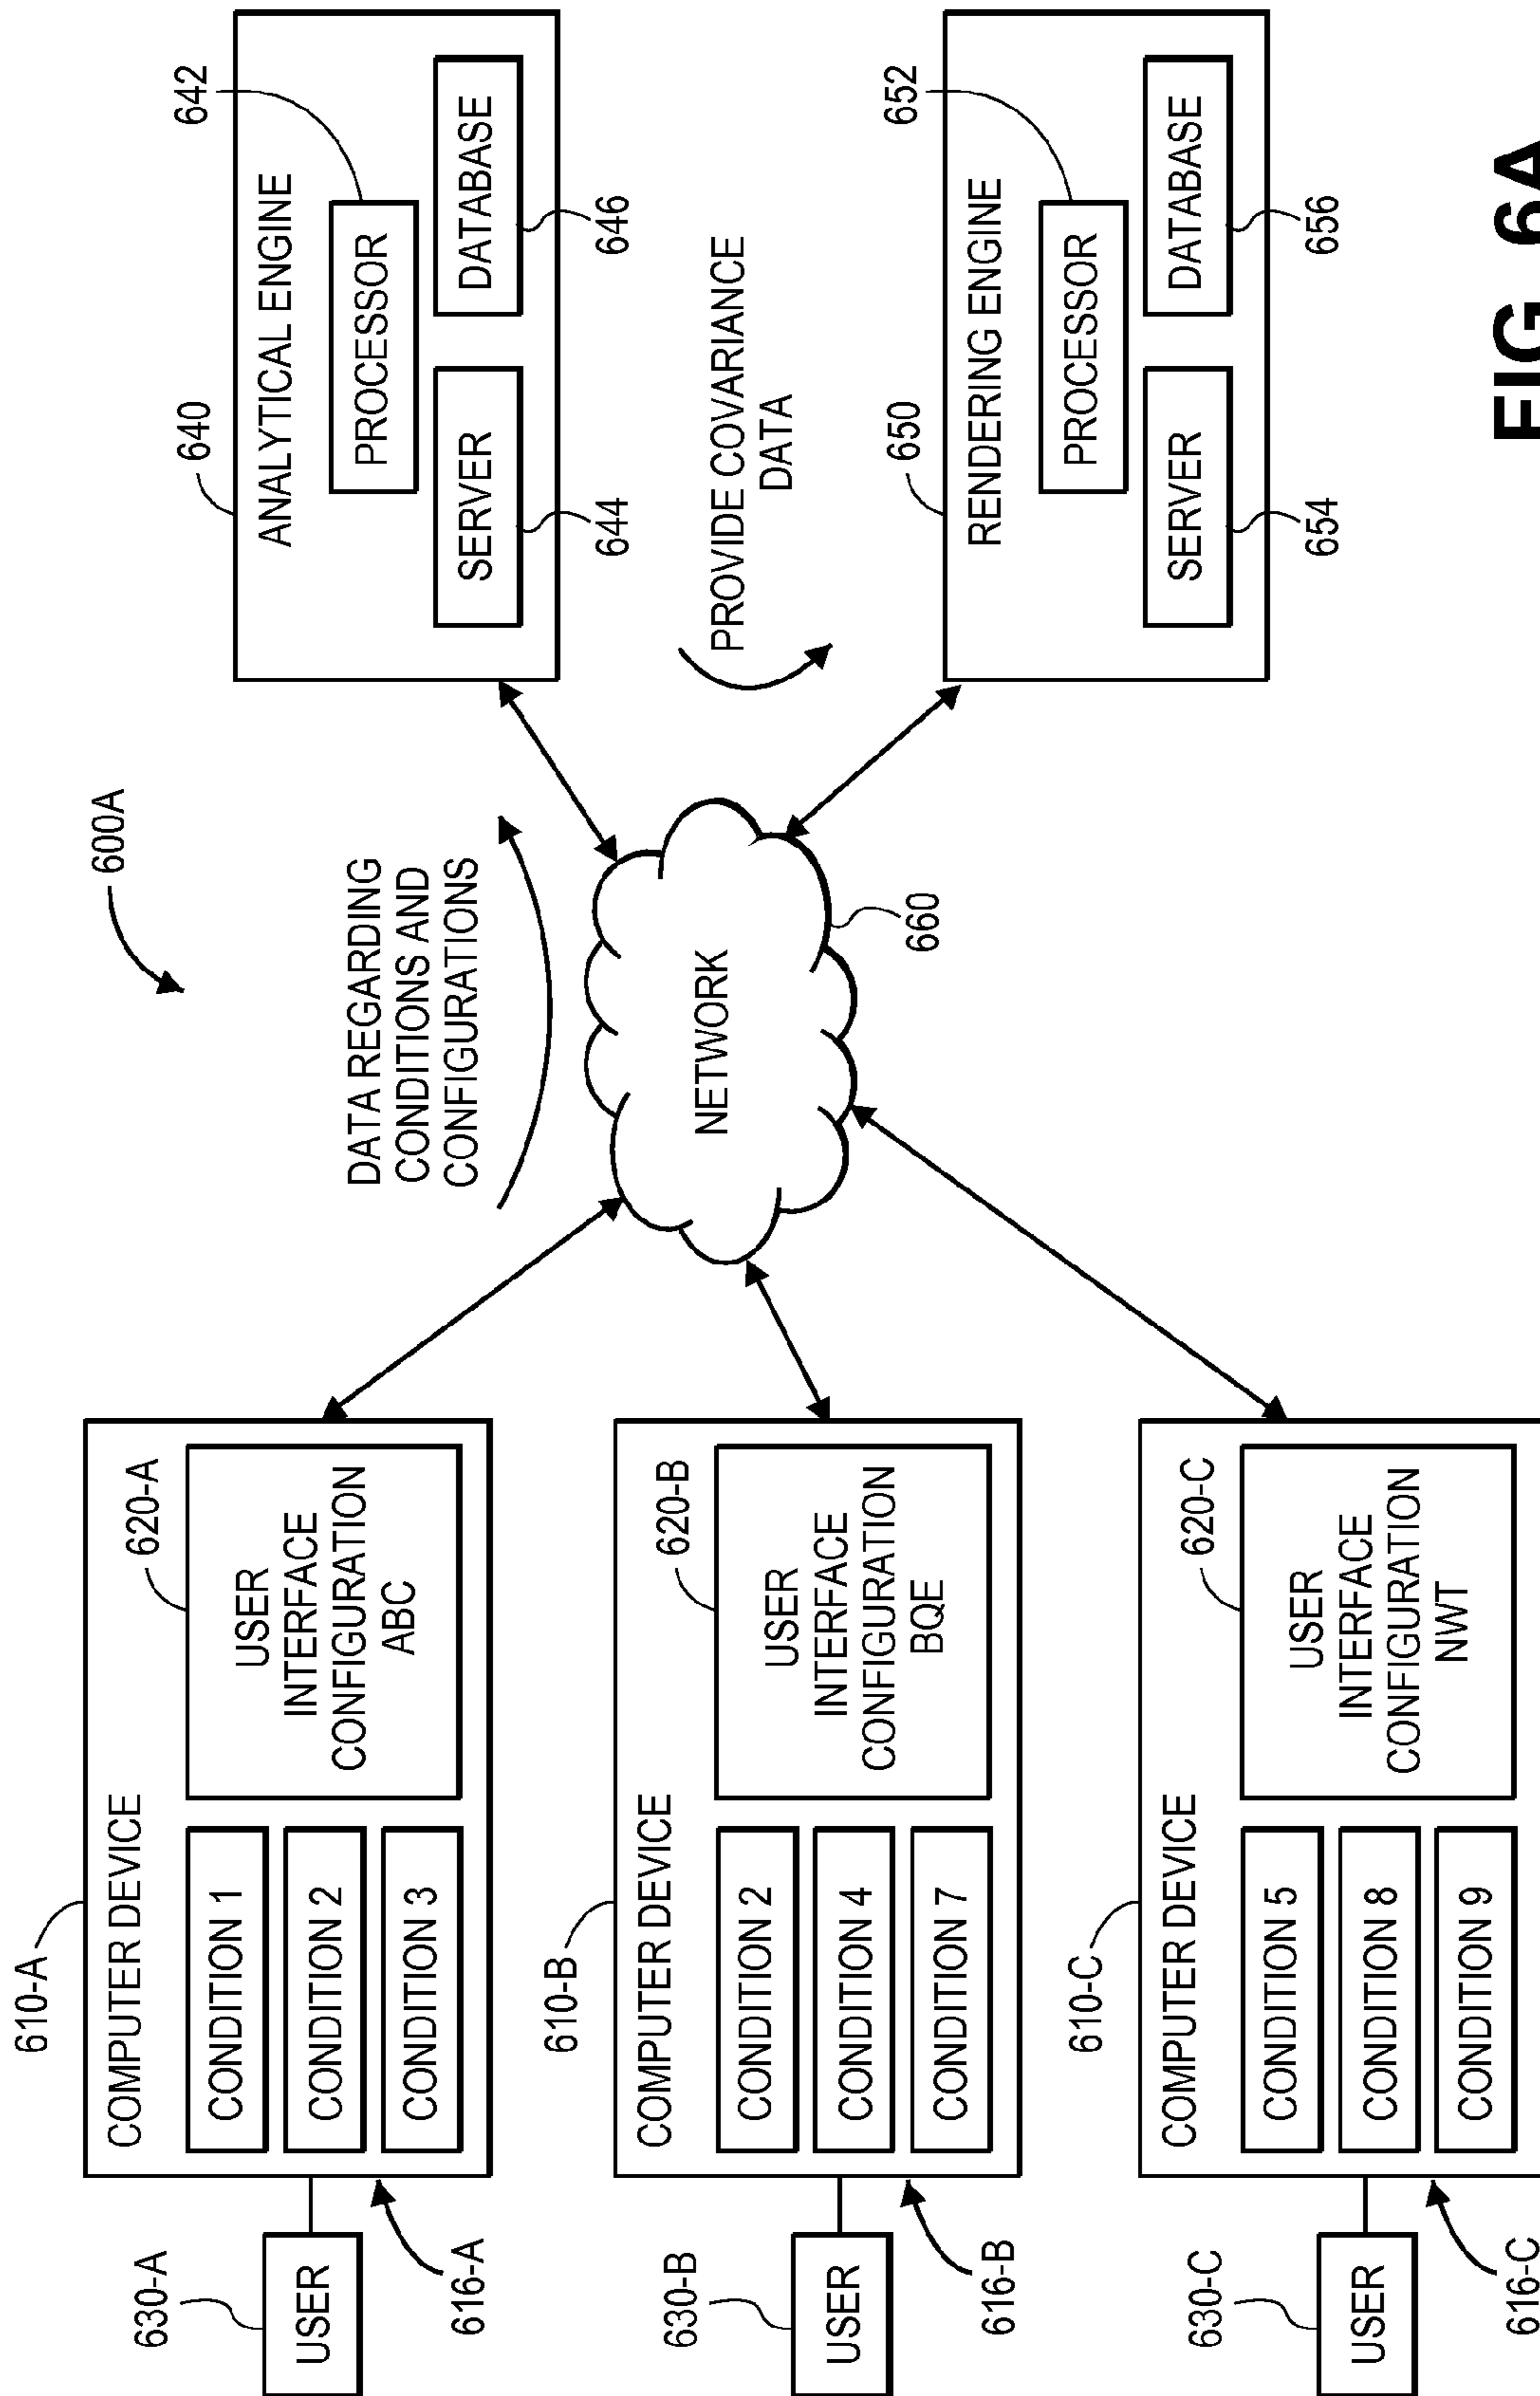 600A
610-A
COMPUTER DEVICE
CONDITION 1
CONDITION 2
CONDITION 3
620-A
USER
INTERFACE
CONFIGURATION
ABC
630-A
USER
616-A
610-B
COMPUTER DEVICE
CONDITION 2
CONDITION 4
CONDITION 7
620-B
USER
INTERFACE
CONFIGURATION
BQE
630-B
USER
616-B
610-C
COMPUTER DEVICE
CONDITION 5
CONDITION 8
CONDITION 9
620-C
USER
INTERFACE
CONFIGURATION
NWT
630-C
USER
616-C
DATA REGARDING
CONDITIONS AND
CONFIGURATIONS
NETWORK
660
640
ANALYTICAL ENGINE
642
PROCESSOR
SERVER
DATABASE
644
646
PROVIDE COVARIANCE
DATA
650
RENDERING ENGINE
652
PROCESSOR
SERVER
DATABASE
654
656
FIG 6A